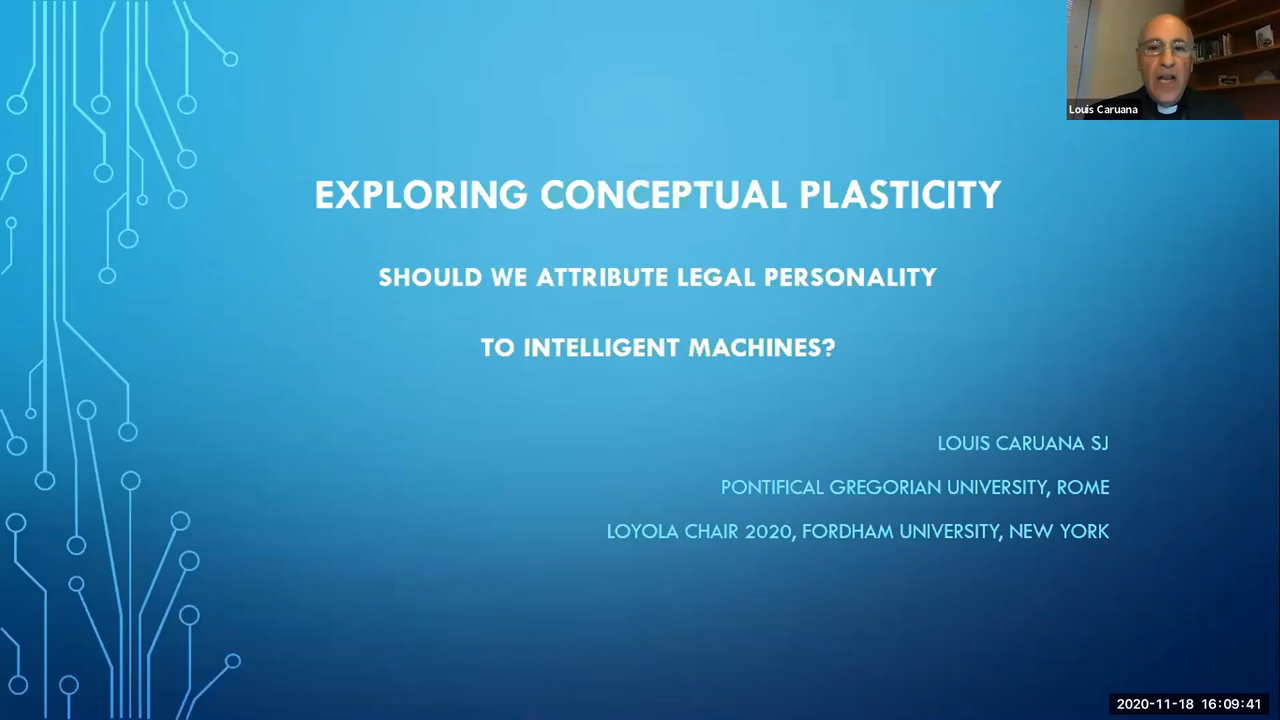 Louis Caruana
EXPLORING CONCEPTUAL PLASTICITY
SHOULD WE ATTRIBUTE LEGAL PERSONALITY
TO INTELLIGENT MACHINES?
LOUIS CARUANA SJ
PONTIFICAL GREGORIAN UNIVERSITY, ROME
LOYOLA CHAIR 2020, FORDHAM UNIVERSITY, NEW YORK
2020-11-18 16:09:41